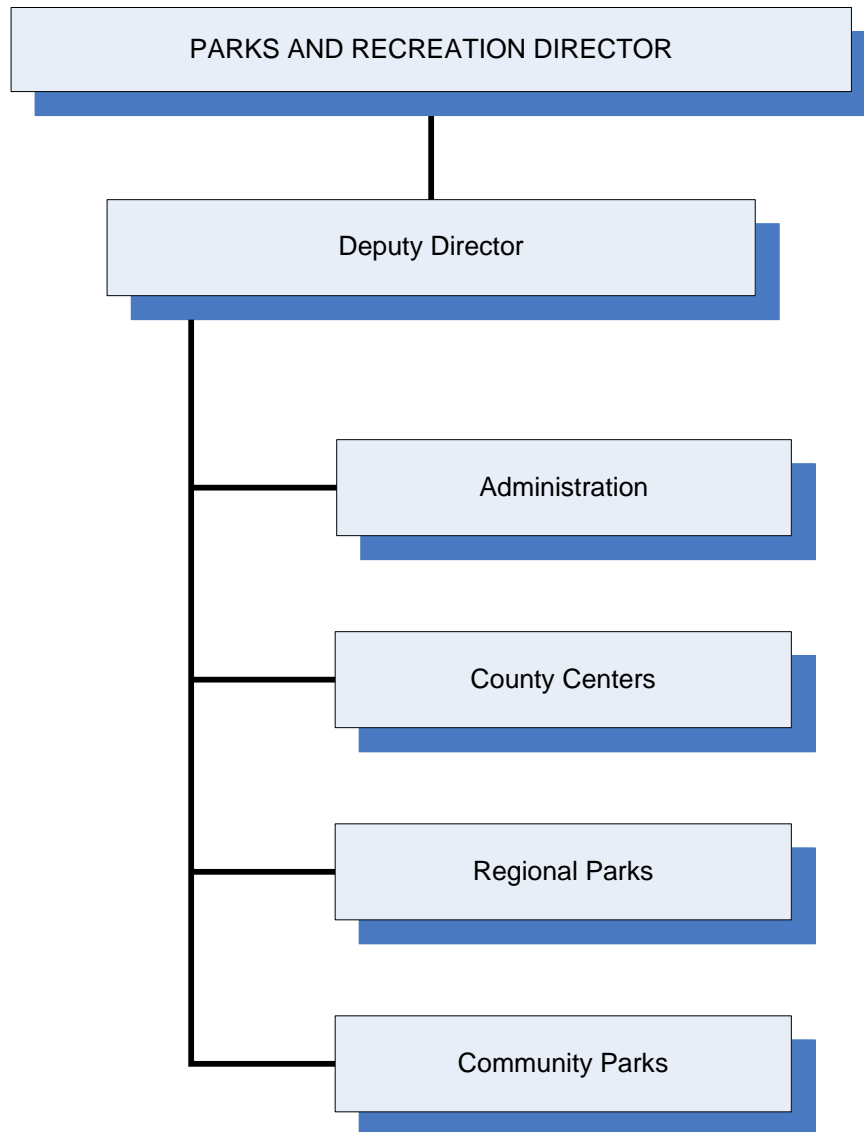 PARKS AND RECREATION DIRECTOR
Deputy Director
Administration
County Centers
Regional Parks
Community Parks